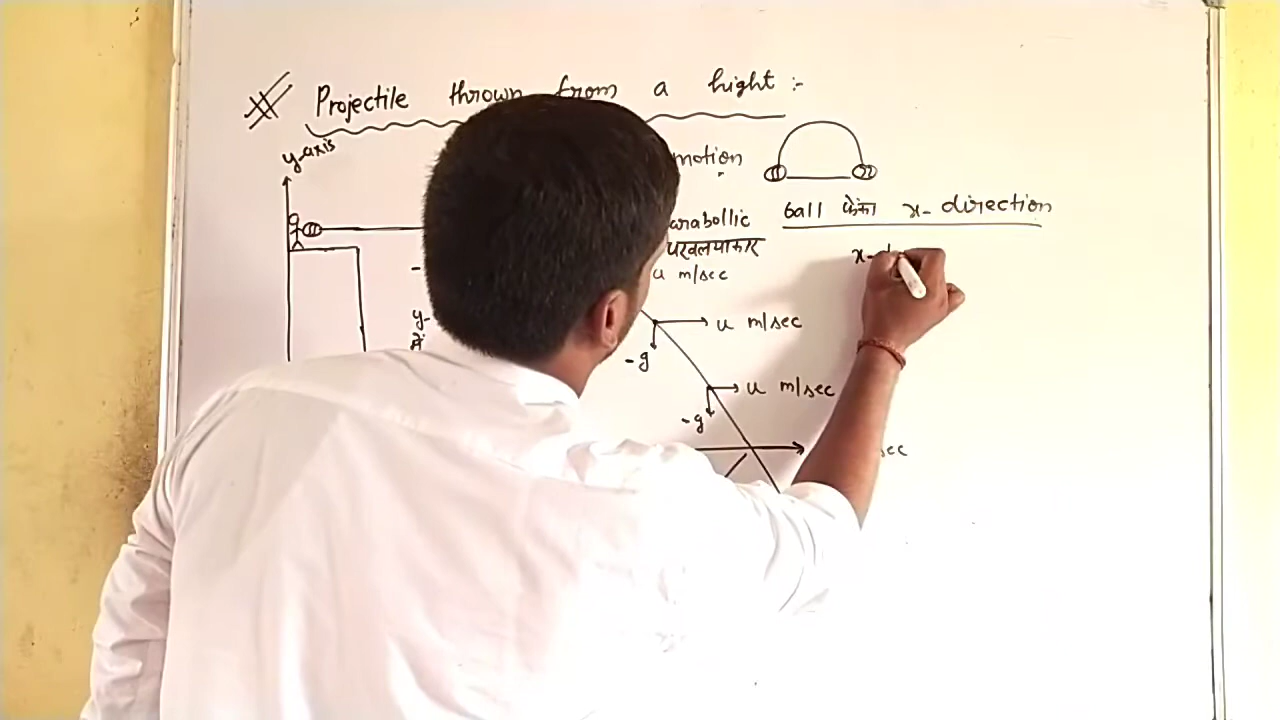 Projectile thrown from a hight :-
y-axis
motion
ball फेंका x- direction
arabollic
परवलयाकार
u m/sec
x-d
y-
u m/sec
-g
u m/sec
-g
sec